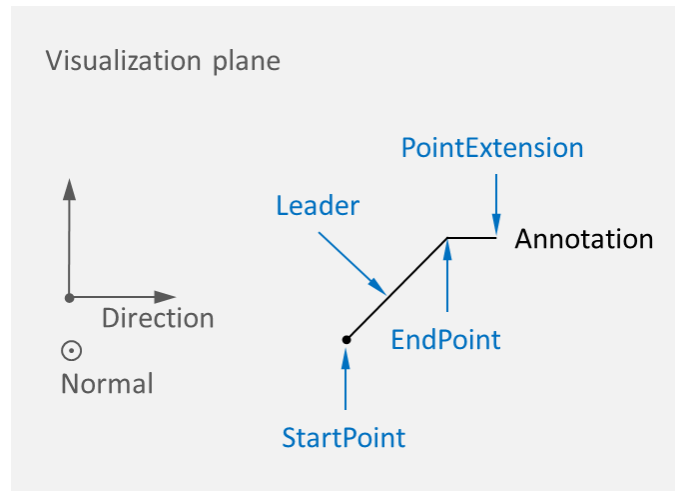 Visualization plane
PointExtension
Leader
Annotation
Direction
EndPoint
Normal
StartPoint